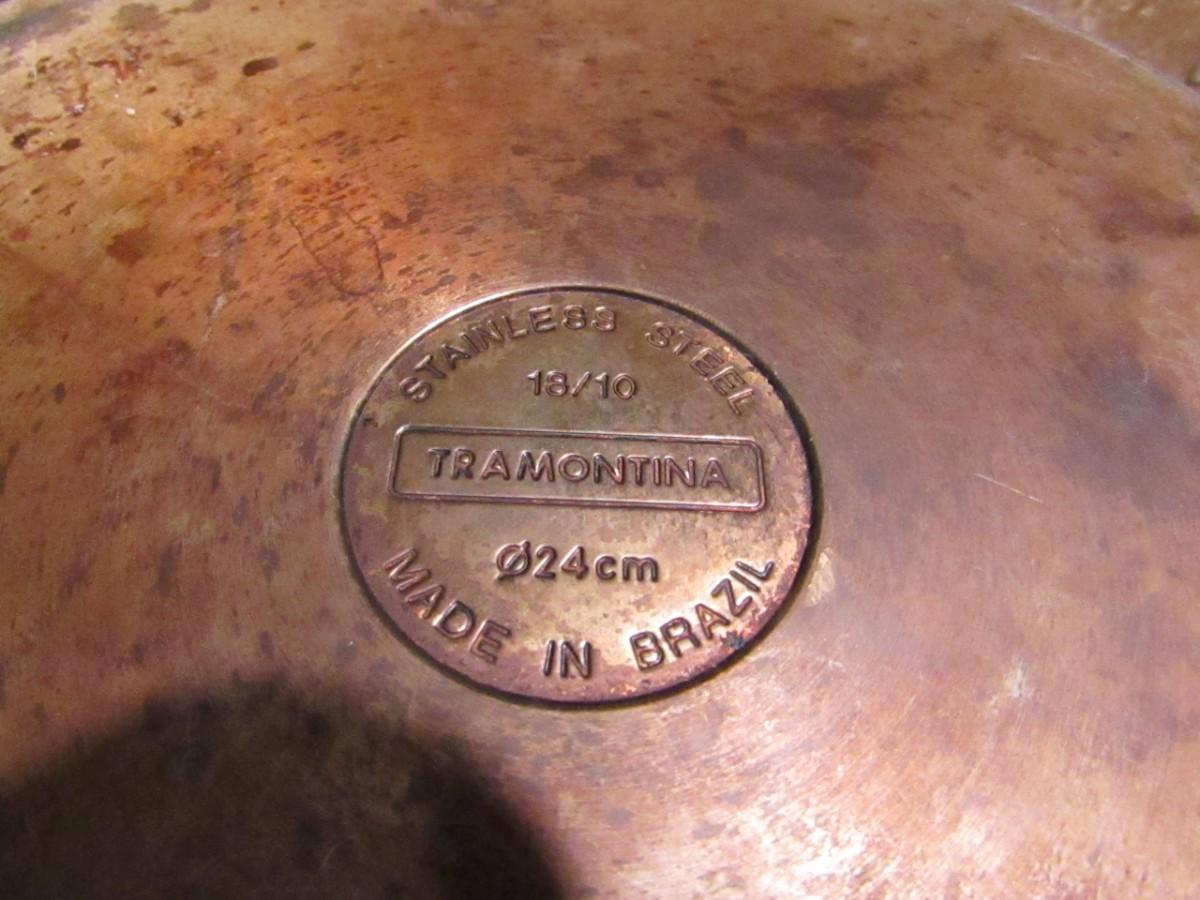 STAINLESS STEEL
18/10
TRAMONTINA
Ø24cm
MADE IN BRAZIL